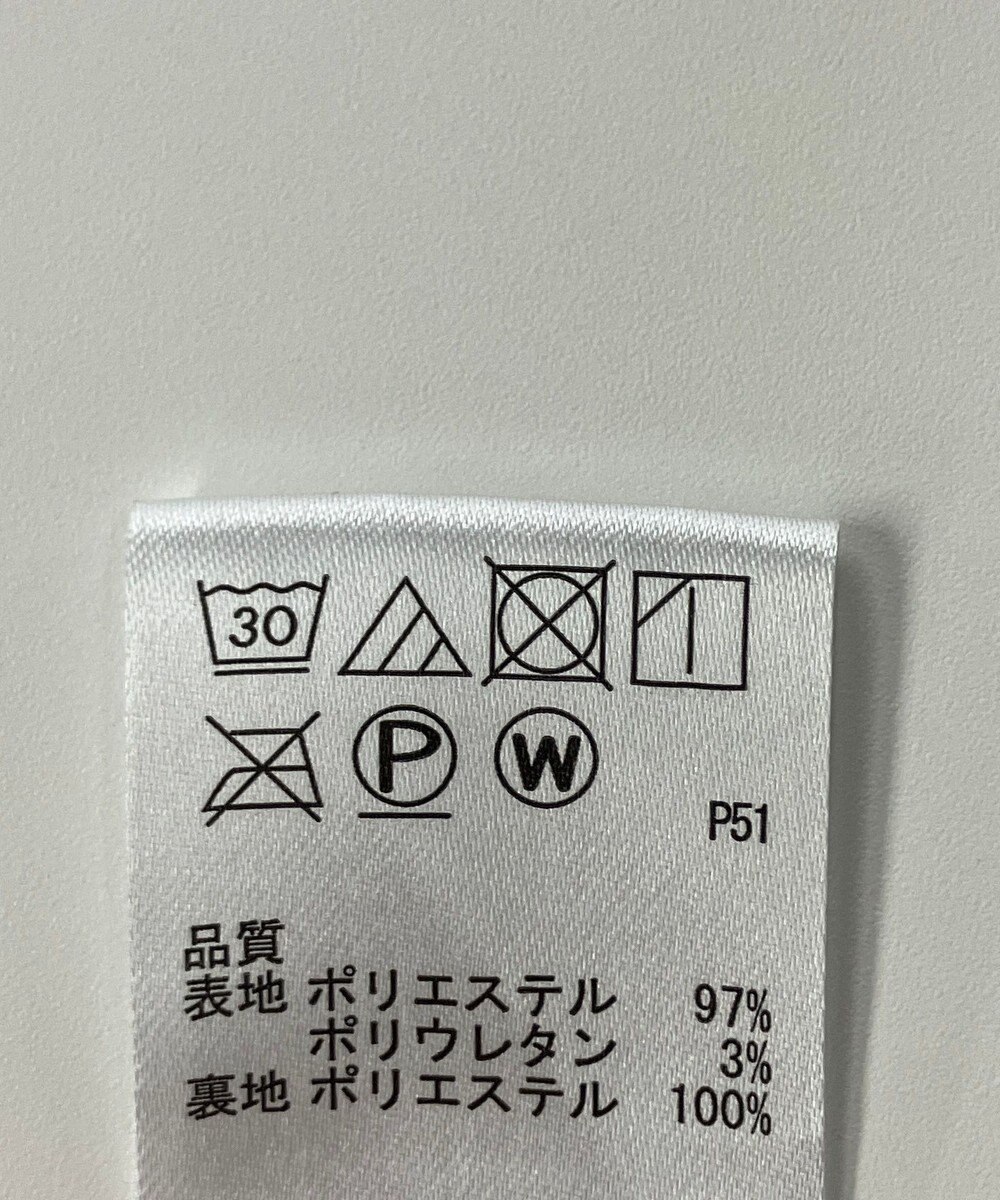 30
P W
P51
品質
表地 ポリエステル 97%
ポリウレタン 3%
裏地 ポリエステル 100%